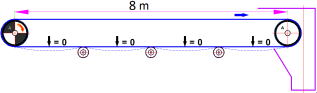 8 m
= 0 = 0 = 0 = 0